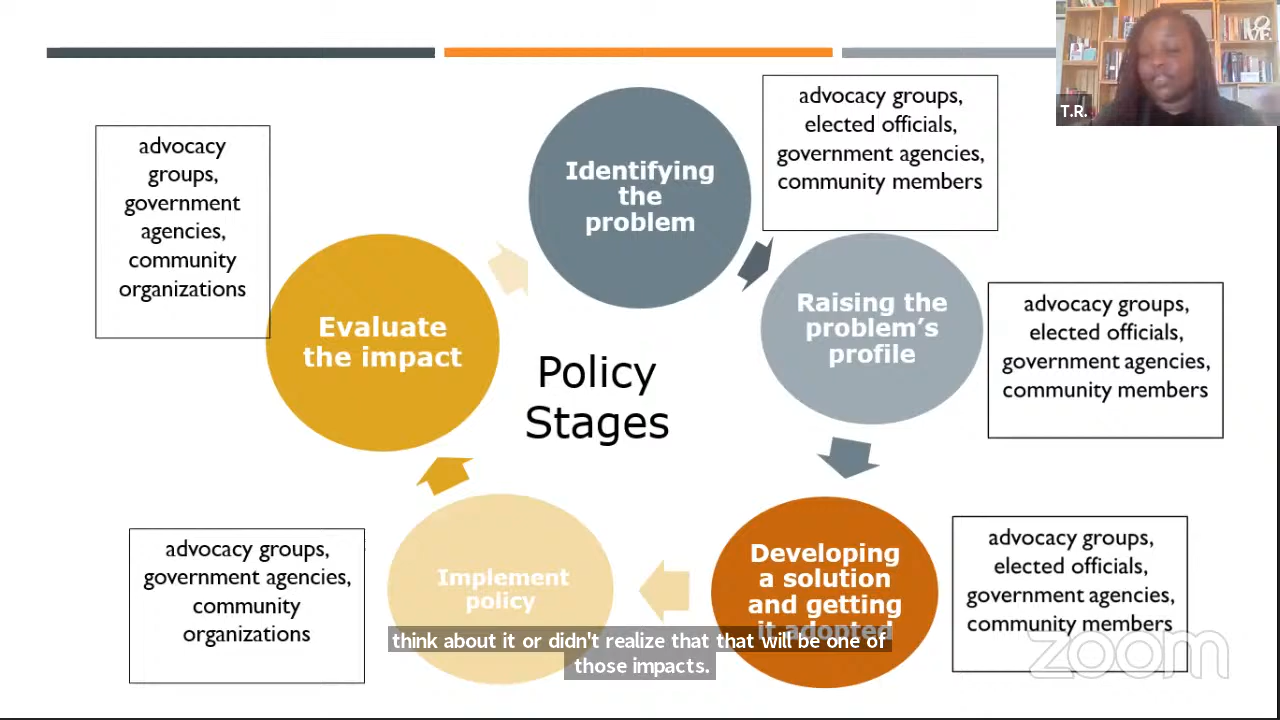 Identifying
the
problem
advocacy groups,
elected officials,
government agencies,
community members
LOVE
T.R.
Raising the
problem's
profile
advocacy groups,
elected officials,
government agencies,
community members
Developing
a solution
and getting
it adopted
advocacy groups,
elected officials,
government agencies,
community members
Implement
policy
advocacy groups,
government agencies,
community
organizations
Evaluate
the impact
advocacy
groups,
government
agencies,
community
organizations
Policy
Stages
think about it or didn't realize that that will be one of
those impacts.
zoom